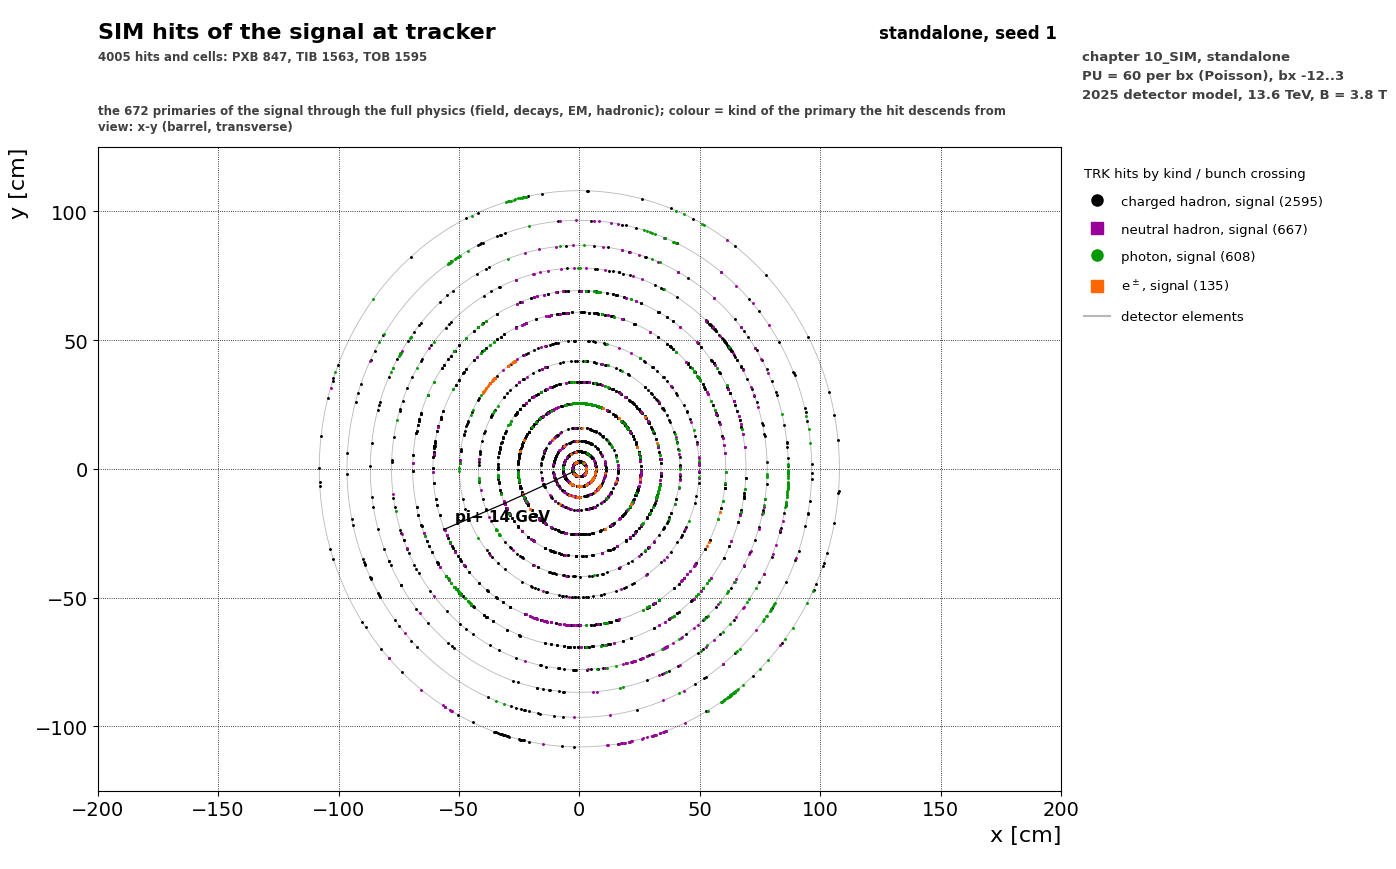 SIM hits of the signal at tracker
standalone, seed 1
4005 hits and cells: PXB 847, TIB 1563, TOB 1595
chapter 10_SIM, standalone
PU = 60 per bx (Poisson), bx -12..3
2025 detector model, 13.6 TeV, B = 3.8 T
the 672 primaries of the signal through the full physics (field, decays, EM, hadronic); colour = kind of the primary the hit descends from
view: x-y (barrel, transverse)
y [cm]
100
50
0
−50
−100
pi+ 14 GeV
TRK hits by kind / bunch crossing
charged hadron, signal (2595)
neutral hadron, signal (667)
photon, signal (608)
e±, signal (135)
detector elements
−200
−150
−100
−50
0
50
100
150
200
x [cm]